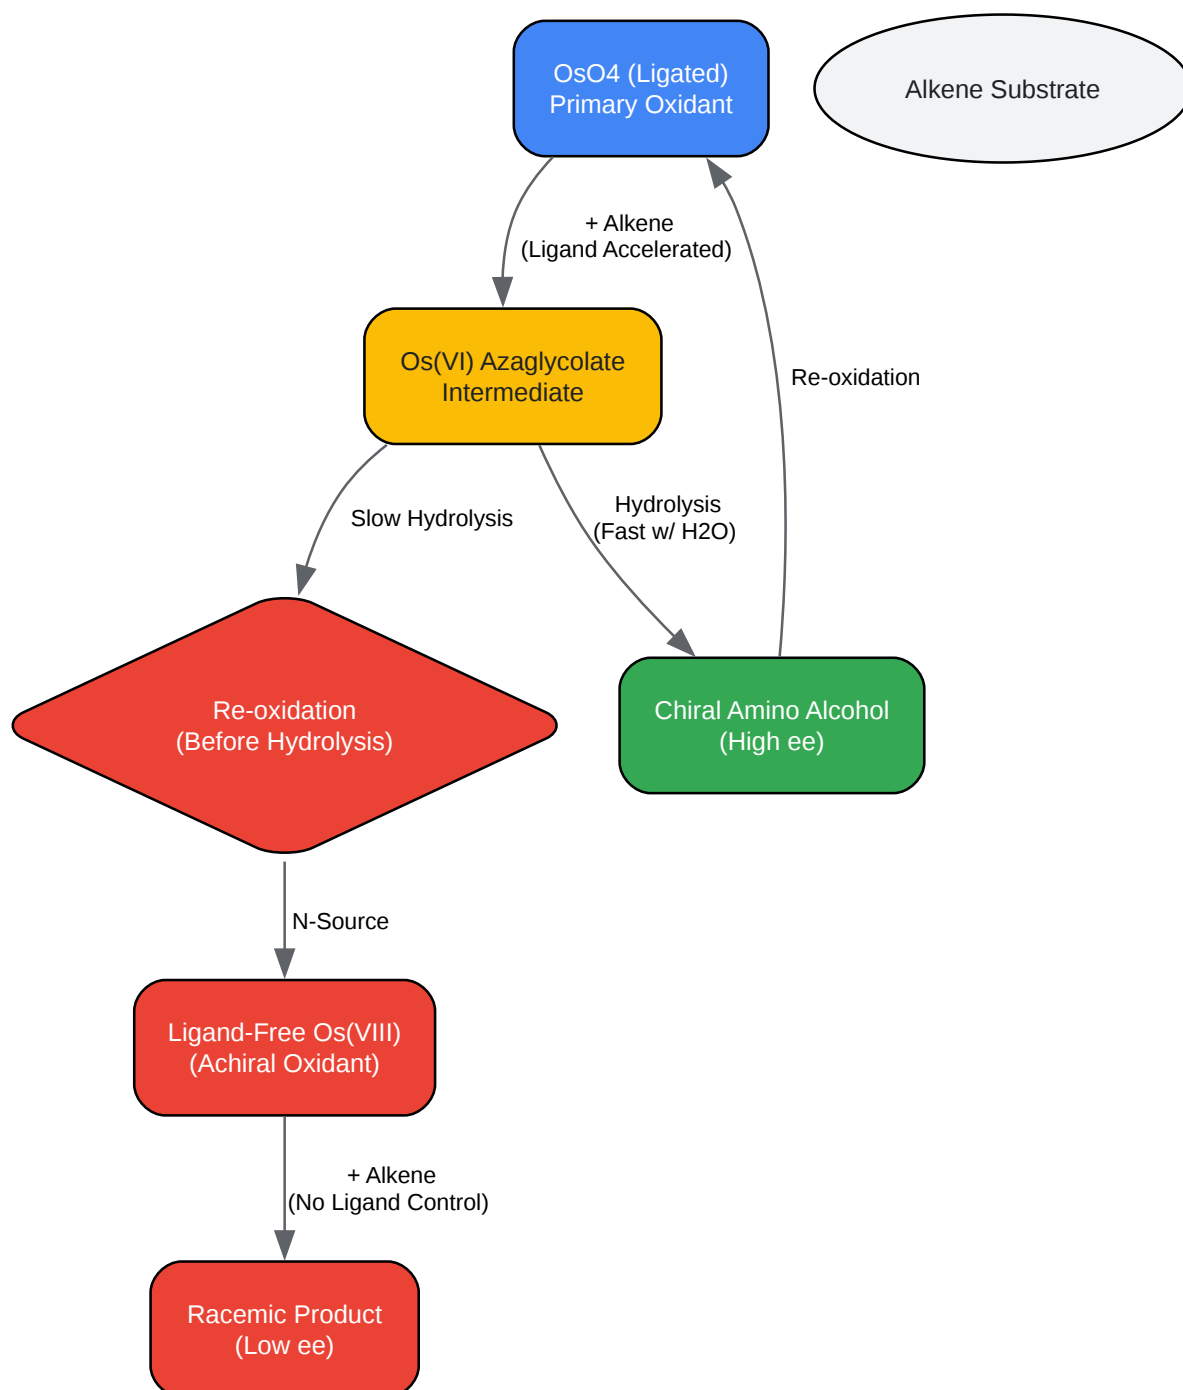 OsO4 (Ligated)
Primary Oxidant
Alkene Substrate
+ Alkene
(Ligand Accelerated)
Os(VI) Azaglycolate
Intermediate
Re-oxidation
Slow Hydrolysis
Hydrolysis
(Fast w/ H2O)
Re-oxidation
(Before Hydrolysis)
Chiral Amino Alcohol
(High ee)
N-Source
Ligand-Free Os(VIII)
(Achiral Oxidant)
+ Alkene
(No Ligand Control)
Racemic Product
(Low ee)